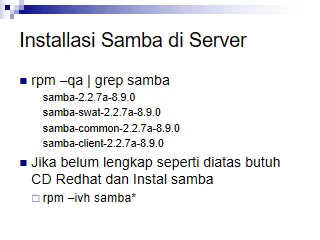 Installasi Samba di Server
rpm –qa | grep samba
samba-2.2.7a-8.9.0
samba-swat-2.2.7a-8.9.0
samba-common-2.2.7a-8.9.0
samba-client-2.2.7a-8.9.0
Jika belum lengkap seperti diatas butuh
CD Redhat dan Instal samba
rpm –ivh samba*